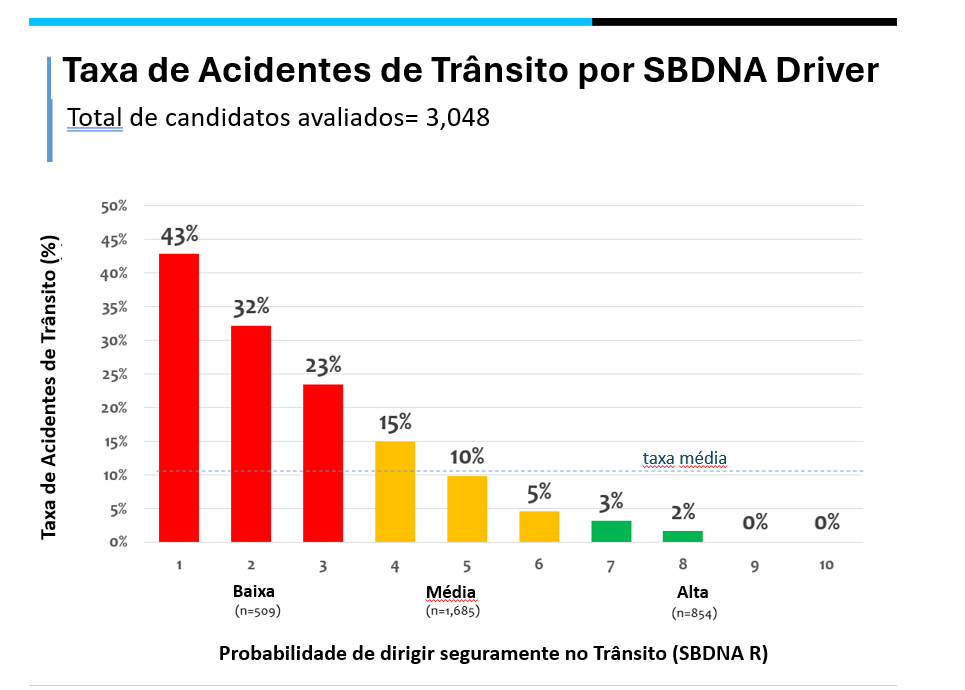 Taxa de Acidentes de Trânsito por SBDNA Driver
Total de candidatos avaliados= 3,048
Taxa de Acidentes de Trânsito (%)
50%
45%
40%
35%
30%
25%
20%
15%
10%
5%
0%
43%
32%
23%
15%
10%
5%
3%
2%
0%
0%
taxa média
1 2 3 4 5 6 7 8 9 10
Baixa Média Alta
(n=509) (n=1,685) (n=854)
Probabilidade de dirigir seguramente no Trânsito (SBDNA R)